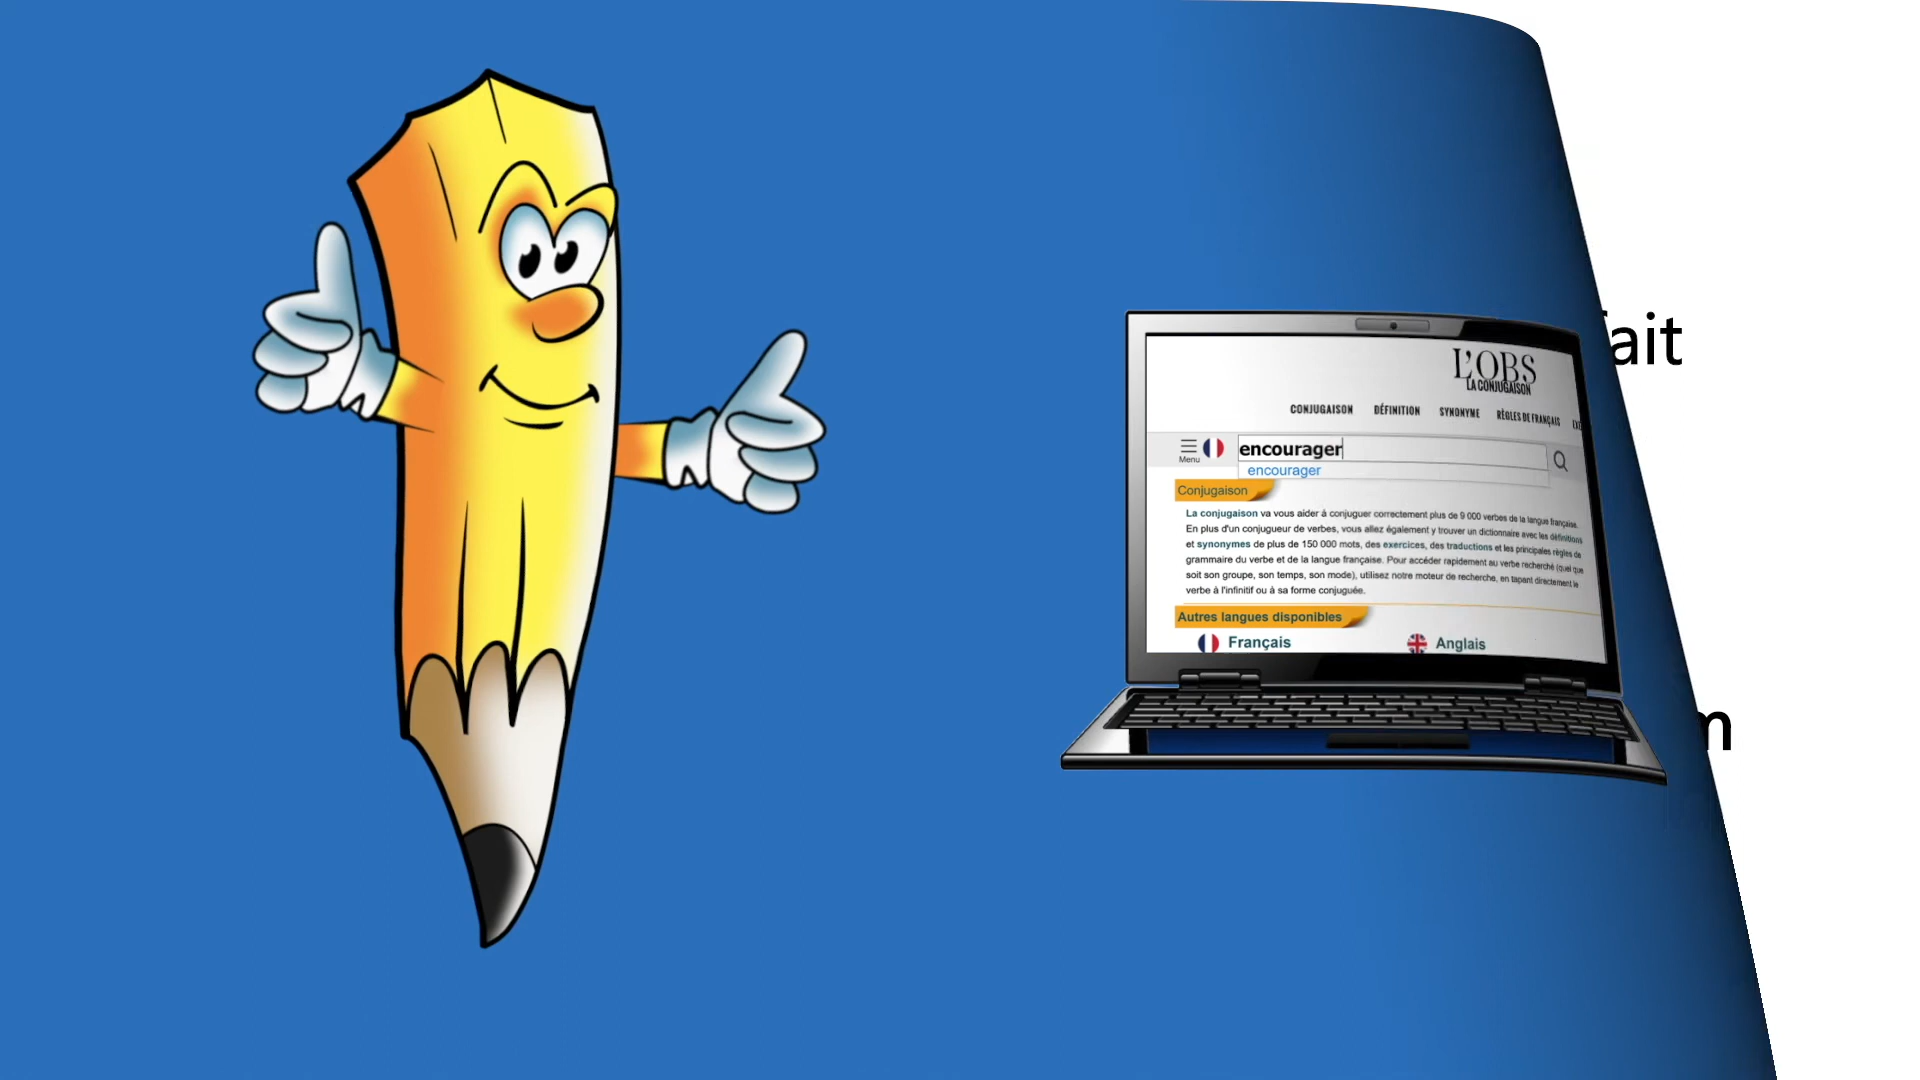 L'OBS
LA CONJUGAISON
CONJUGAISON DÉFINITION SYNONYME RÈGLES DE FRANÇAIS
Menu
encourager
encourager
Conjugaison
La conjugaison va vous aider à conjuguer correctement plus de 9 000 verbes de la langue française.
En plus d'un conjugueur de verbes, vous allez également y trouver un dictionnaire avec les définitions
et synonymes de plus de 150 000 mots, des exercices, des traductions et les principales règles de
grammaire du verbe et de la langue française. Pour accéder rapidement au verbe recherché (quel que
soit son groupe, son temps, son mode), utilisez notre moteur de recherche, en tapant directement le
verbe à l'infinitif ou à sa forme conjuguée.
Autres langues disponibles
Français Anglais
ait
m